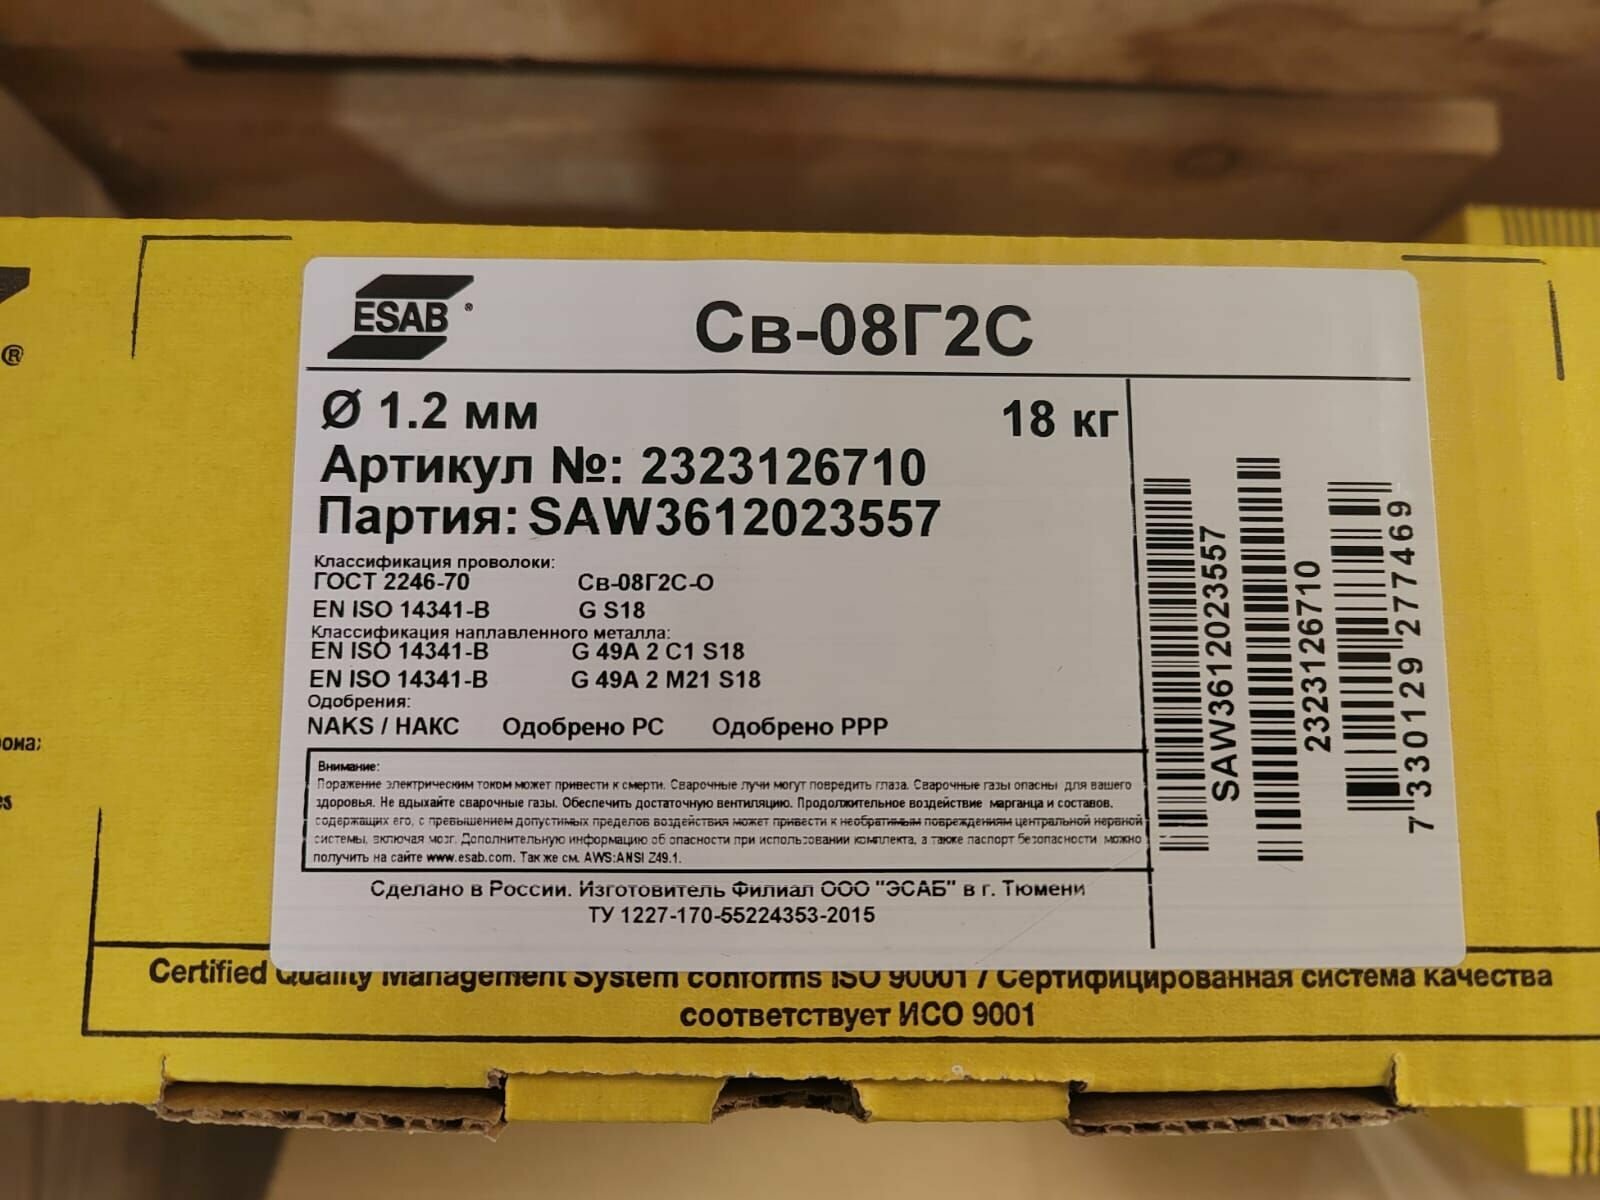 ®
ESAB®
Св-08Г2С
Ø 1.2 мм
18 кг
Артикул №: 2323126710
Партия: SAW3612023557
Классификация проволоки:
ГОСТ 2246-70 Св-08Г2С-О
EN ISO 14341-B G S18
Классификация наплавленного металла:
EN ISO 14341-B G 49A 2 C1 S18
EN ISO 14341-B G 49A 2 M21 S18
Одобрения:
NAKS / НАКС Одобрено РС Одобрено РРР
Внимание:
Поражение электрическим током может привести к смерти. Сварочные лучи могут повредить глаза. Сварочные газы опасны для вашего
здоровья. Не вдыхайте сварочные газы. Обеспечить достаточную вентиляцию. Продолжительное воздействие марганца и составов,
содержащих его, с превышением допустимых пределов воздействия может привести к необратимым повреждениям центральной нервной
системы, включая мозг. Дополнительную информацию об опасности при использовании комплекта, а также паспорт безопасности можно
получить на сайте www.esab.com. Также см. AWS:ANSI Z49.1.
Сделано в России. Изготовитель Филиал ООО "ЭСАБ" в г. Тюмени
ТУ 1227-170-55224353-2015
SAW3612023557
2323126710
7330129277469
Certified Quality Management System conforms ISO 90001 / Сертифицированная система качества
соответствует ИСО 9001